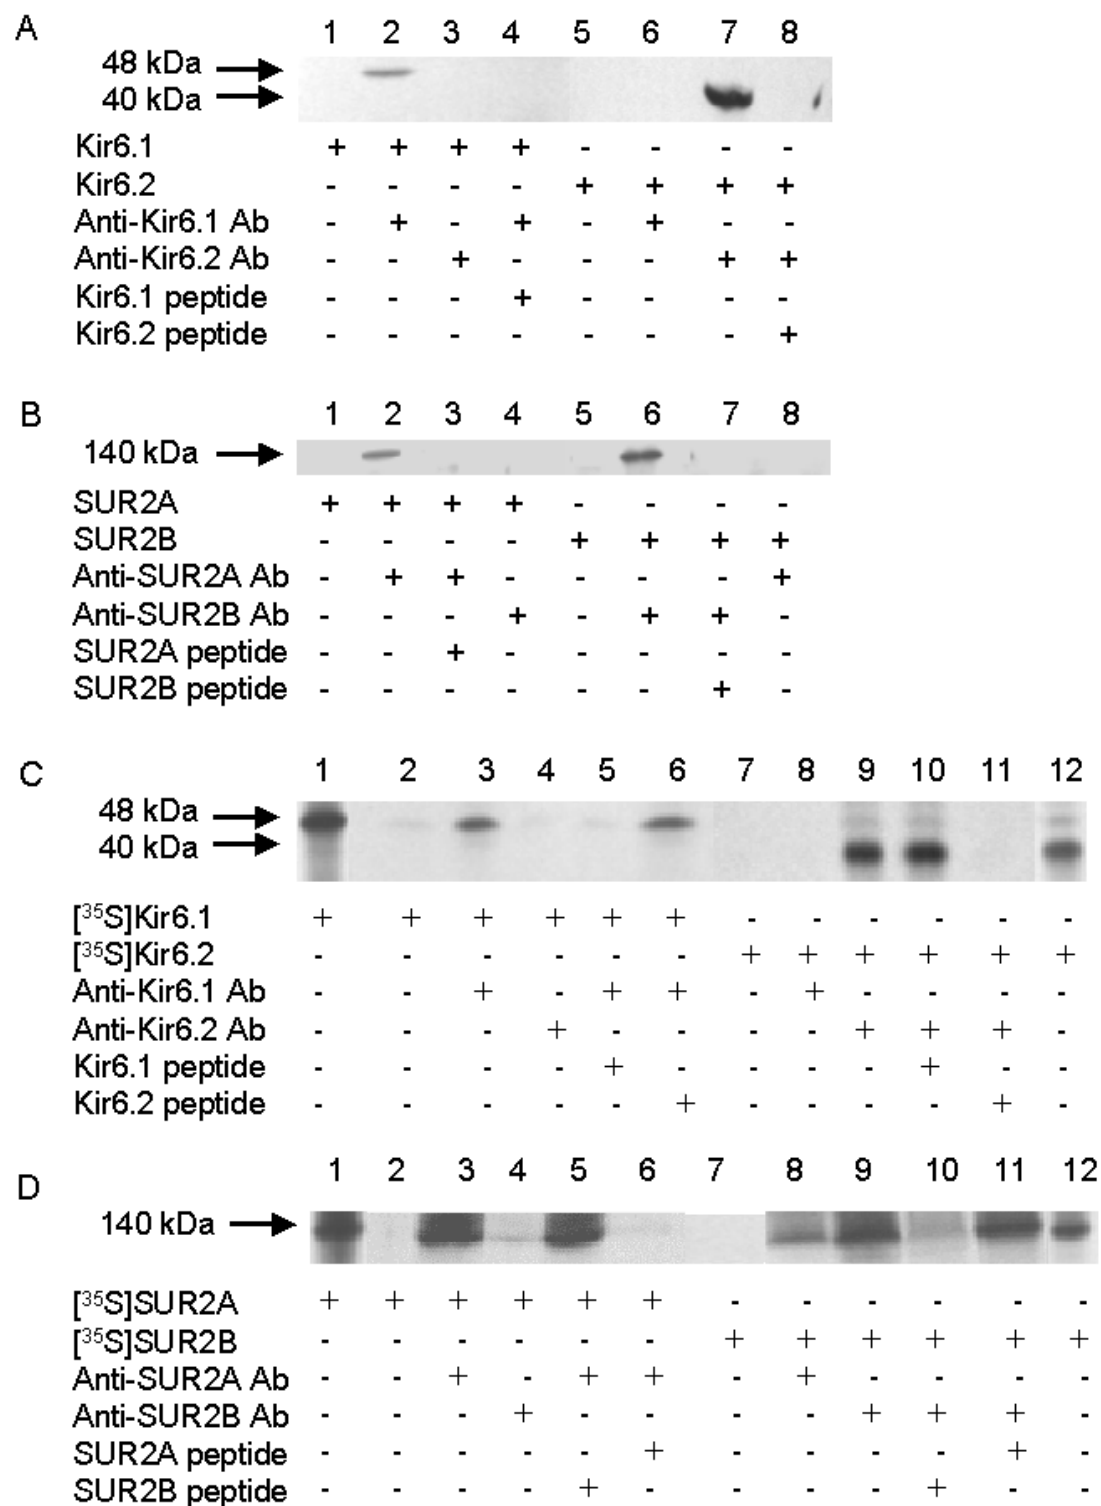 A 1 2 3 4 5 6 7 8
48 kDa
40 kDa
Kir6.1 + + + + - - - -
Kir6.2 - - - - + + + +
Anti-Kir6.1 Ab - + - + - + - -
Anti-Kir6.2 Ab - - + - - - + +
Kir6.1 peptide - - - + - - - -
Kir6.2 peptide - - - - - - - +
B 1 2 3 4 5 6 7 8
140 kDa
SUR2A + + + + - - - -
SUR2B - - - - + + + +
Anti-SUR2A Ab - + + - - - - +
Anti-SUR2B Ab - - - + - + + -
SUR2A peptide - - + - - - - -
SUR2B peptide - - - - - - + -
C 1 2 3 4 5 6 7 8 9 10 11 12
48 kDa
40 kDa
[³⁵S]Kir6.1 + + + + + + - - - - - -
[³⁵S]Kir6.2 - - - - - - + + + + + +
Anti-Kir6.1 Ab - - + - + + - + - - - -
Anti-Kir6.2 Ab - - - + - - - - + + + -
Kir6.1 peptide - - - - + - - - - + - -
Kir6.2 peptide - - - - - + - - - - + -
D 1 2 3 4 5 6 7 8 9 10 11 12
140 kDa
[³⁵S]SUR2A + + + + + + - - - - - -
[³⁵S]SUR2B - - - - - - + + + + + +
Anti-SUR2A Ab - - + - + + - + - - - -
Anti-SUR2B Ab - - - + - - - - + + + -
SUR2A peptide - - - - - + - - - - + -
SUR2B peptide - - - - + - - - - + - -